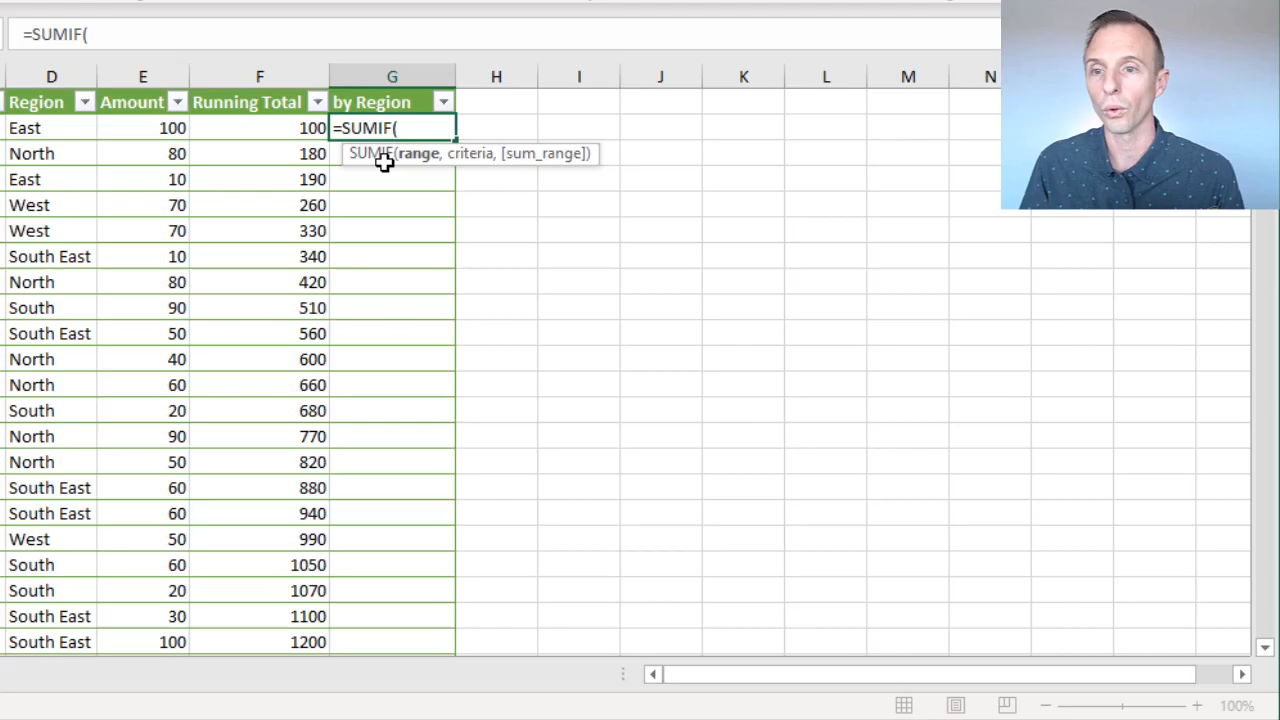 =SUMIF(
D E F G H I J K L M N
Region Amount Running Total by Region
East 100 100 =SUMIF(
North 80 180 SUMIF(range, criteria, [sum_range])
East 10 190
West 70 260
West 70 330
South East 10 340
North 80 420
South 90 510
South East 50 560
North 40 600
North 60 660
South 20 680
North 90 770
North 50 820
South East 60 880
South East 60 940
West 50 990
South 60 1050
South 20 1070
South East 30 1100
South East 100 1200
100%